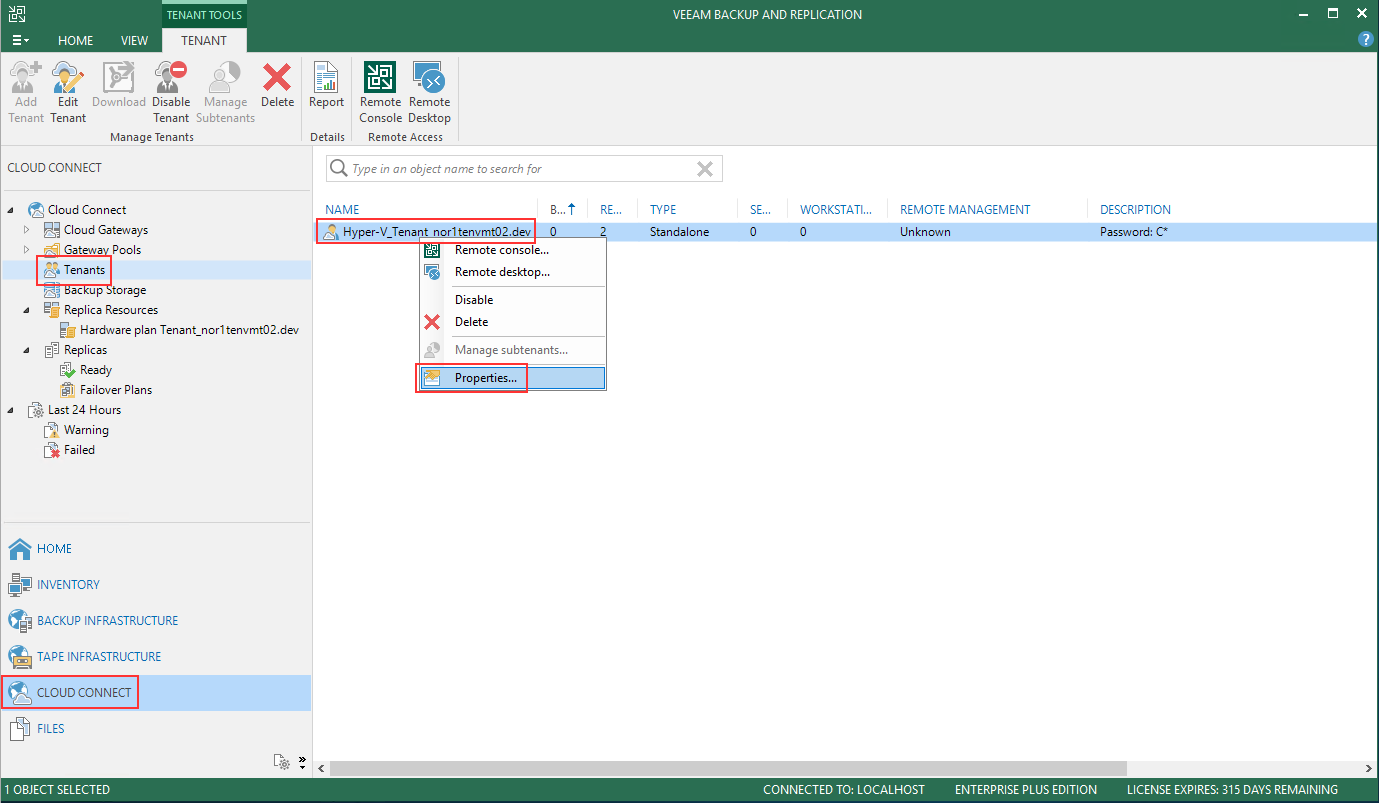 TENANT TOOLS
VEEAM BACKUP AND REPLICATION
HOME VIEW TENANT
?
Add Tenant
Edit Tenant
Download
Disable Tenant
Manage Subtenants
Delete
Manage Tenants
Report
Details
Remote Console
Remote Desktop
Remote Access
CLOUD CONNECT
Cloud Connect
Cloud Gateways
Gateway Pools
Tenants
Backup Storage
Replica Resources
Hardware plan Tenant_nor1tenvmt02.dev
Replicas
Ready
Failover Plans
Last 24 Hours
Warning
Failed
HOME
INVENTORY
BACKUP INFRASTRUCTURE
TAPE INFRASTRUCTURE
CLOUD CONNECT
FILES
Type in an object name to search for
NAME B... RE... TYPE SE... WORKSTATI... REMOTE MANAGEMENT DESCRIPTION
Hyper-V_Tenant_nor1tenvmt02.dev 0 2 Standalone 0 0 Unknown Password: C*
Remote console...
Remote desktop...
Disable
Delete
Manage subtenants...
Properties...
1 OBJECT SELECTED
CONNECTED TO: LOCALHOST
ENTERPRISE PLUS EDITION
LICENSE EXPIRES: 315 DAYS REMAINING